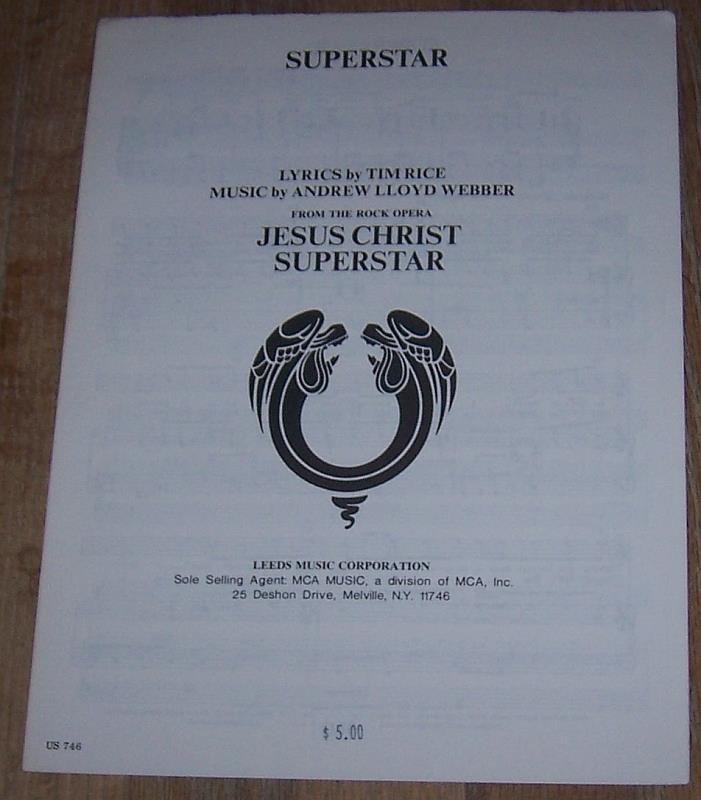 SUPERSTAR
LYRICS by TIM RICE
MUSIC by ANDREW LLOYD WEBBER
FROM THE ROCK OPERA
JESUS CHRIST
SUPERSTAR
LEEDS MUSIC CORPORATION
Sole Selling Agent: MCA MUSIC, a division of MCA, Inc.
25 Deshon Drive, Melville, N.Y. 11746
$ 5.00
US 746